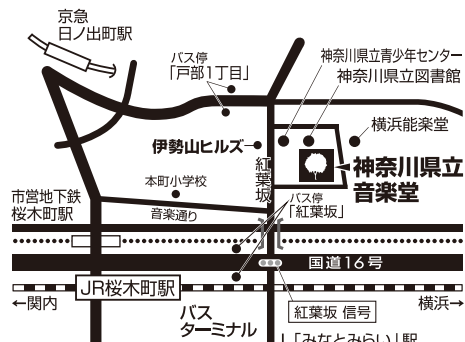 京急
日ノ出町駅
バス停
「戸部1丁目」
神奈川県立青少年センター
神奈川県立図書館
横浜能楽堂
伊勢山ヒルズ
紅葉坂
神奈川県立
音楽堂
本町小学校
音楽通り
バス停
「紅葉坂」
市営地下鉄
桜木町駅
国道16号
JR桜木町駅
←関内
横浜→
バス
ターミナル
紅葉坂 信号
「みなとみらい」駅